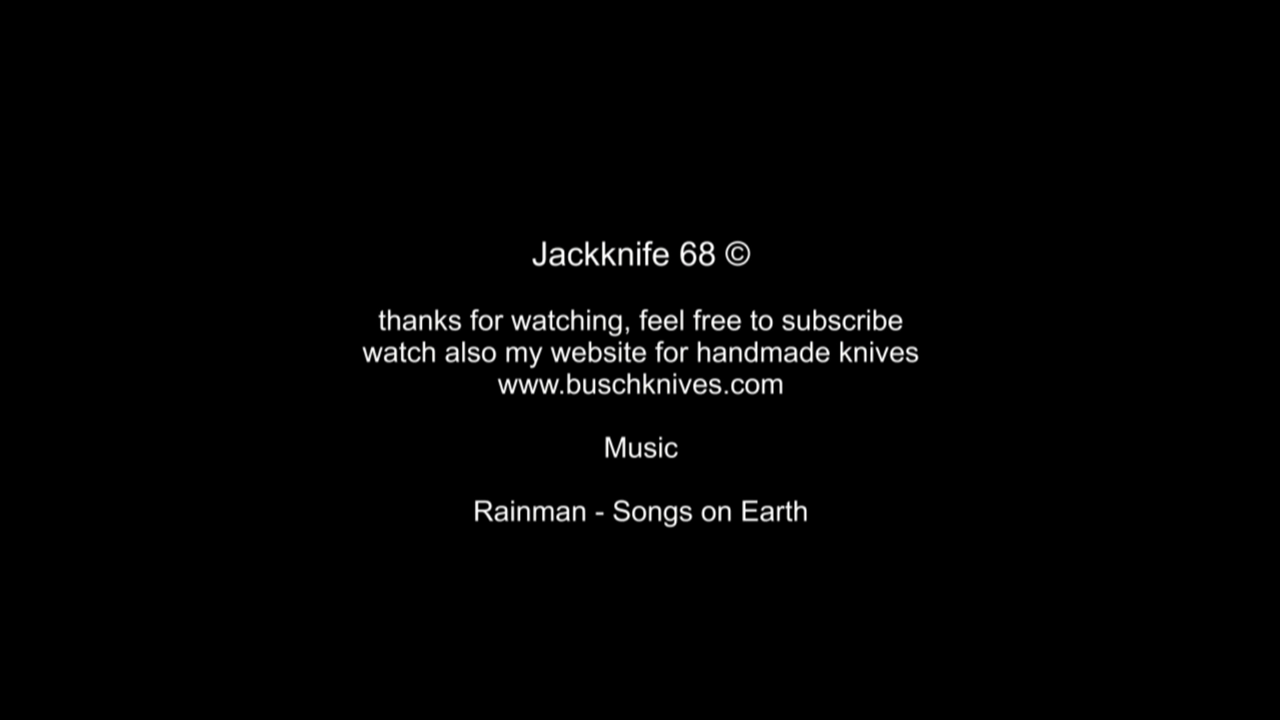 Jackknife 68 ©
thanks for watching, feel free to subscribe
watch also my website for handmade knives
www.buschknives.com
Music
Rainman - Songs on Earth